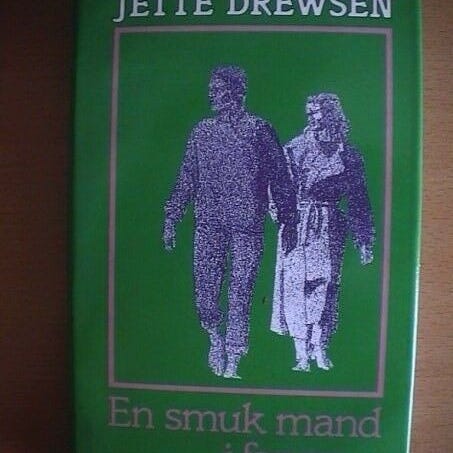 JETTE DREWSEN
En smuk mand